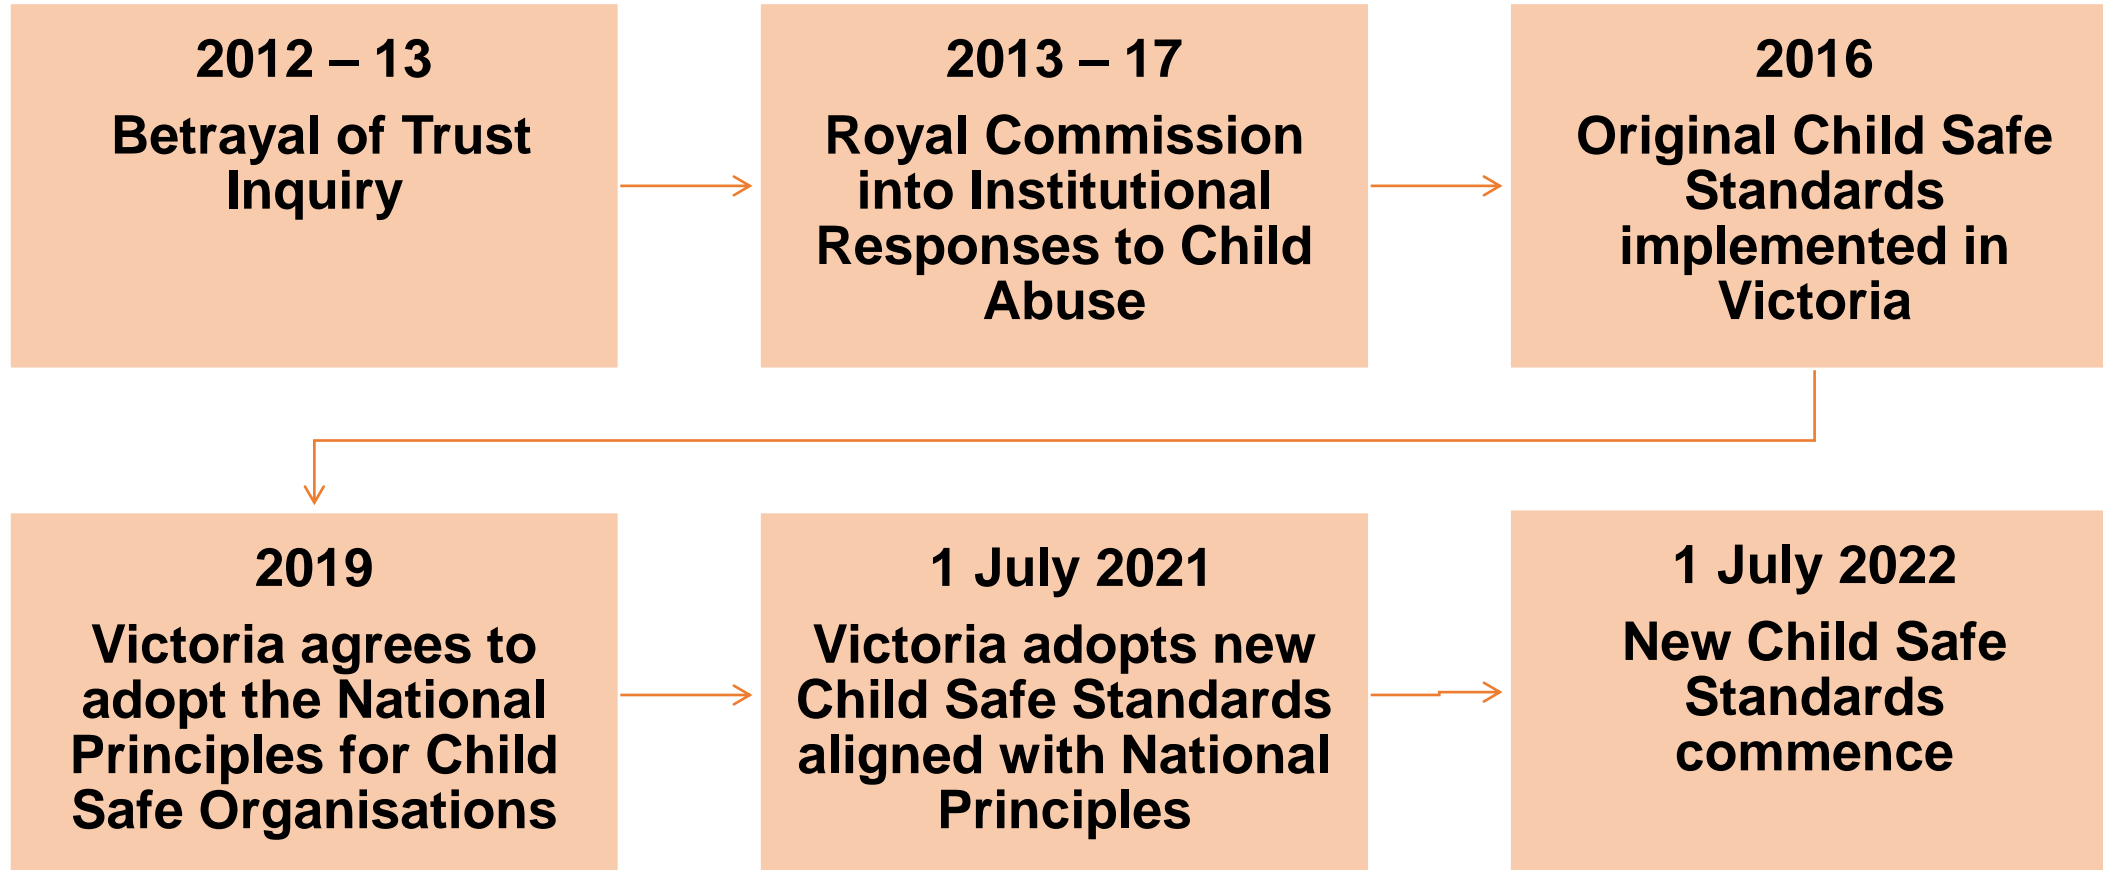 2012 – 13
Betrayal of Trust
Inquiry
2013 – 17
Royal Commission
into Institutional
Responses to Child
Abuse
2016
Original Child Safe
Standards
implemented in
Victoria
2019
Victoria agrees to
adopt the National
Principles for Child
Safe Organisations
1 July 2021
Victoria adopts new
Child Safe Standards
aligned with National
Principles
1 July 2022
New Child Safe
Standards
commence